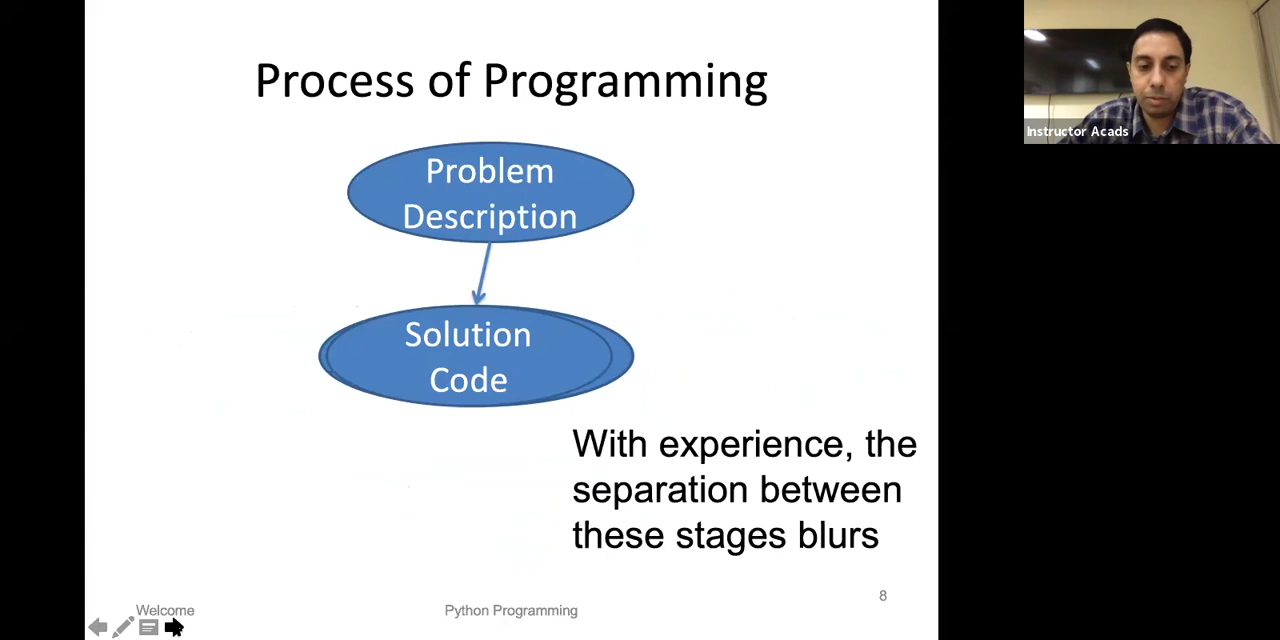 Process of Programming
Instructor Acads
Problem
Description
Solution
Code
With experience, the
separation between
these stages blurs
8
Welcome
Python Programming